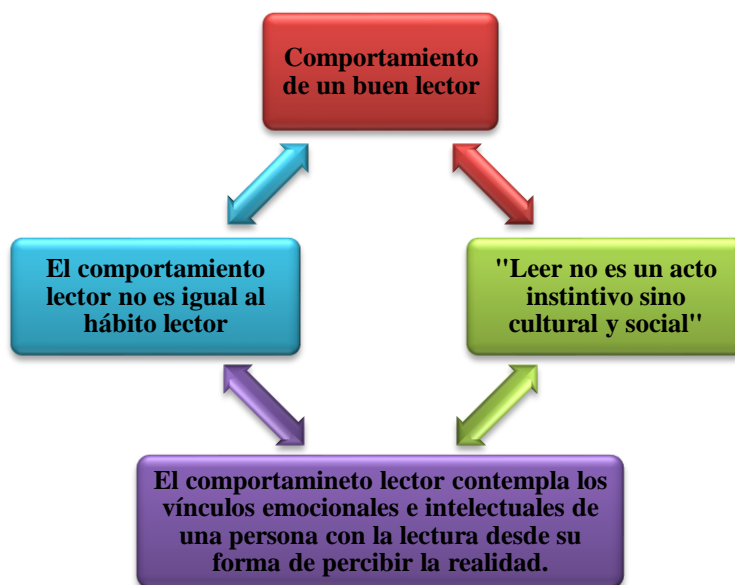 Comportamiento
de un buen lector
El comportamiento
lector no es igual al
hábito lector
"Leer no es un acto
instintivo sino
cultural y social"
El comportamineto lector contempla los
vínculos emocionales e intelectuales de
una persona con la lectura desde su
forma de percibir la realidad.